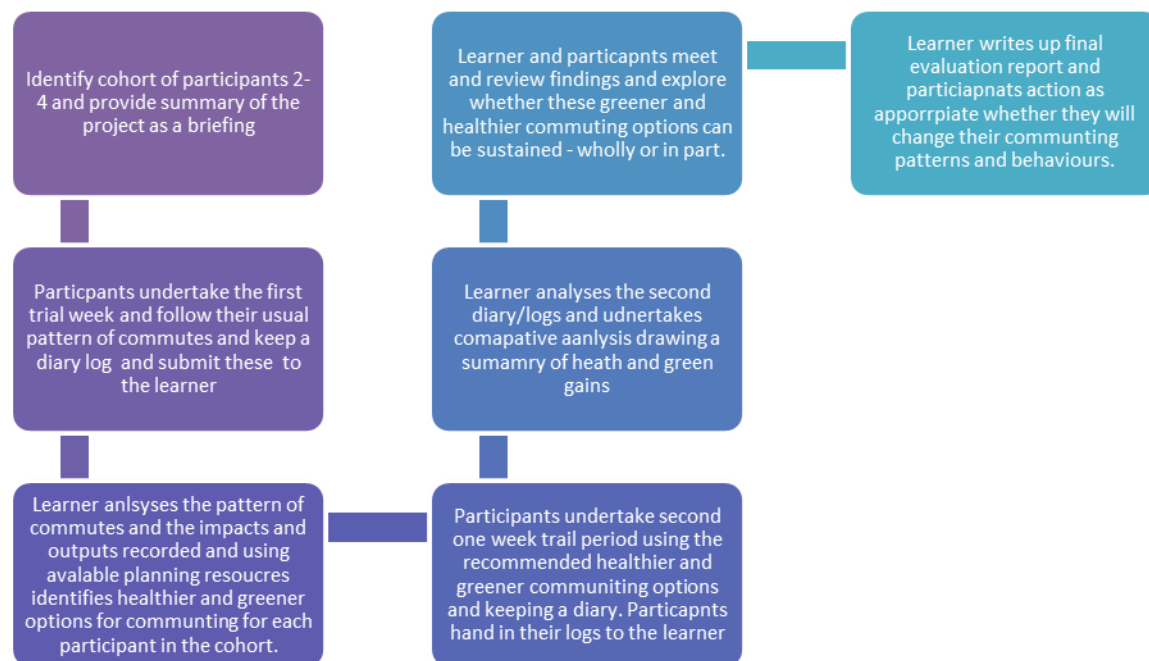 Identify cohort of participants 2-
4 and provide summary of the
project as a briefing
Particpants undertake the first
trial week and follow their usual
pattern of commutes and keep a
diary log  and submit these  to
the learner
Learner anlsyses the pattern of
commutes and the impacts and
outputs recorded and using
avalable planning resoucres
identifies healthier and greener
options for communting for each
participant in the cohort.
Participants undertake second
one week trail period using the
recommended healthier and
greener communiting options
and keeping a diary. Particapnts
hand in their logs to the learner
Learner analyses the second
diary/logs and udnertakes
comapative aanlysis drawing a
sumamry of heath and green
gains
Learner and particapnts meet
and review findings and explore
whether these greener and
healthier commuting options can
be sustained - wholly or in part.
Learner writes up final
evaluation report and
particiapnats action as
apporrpiate whether they will
change their communting
patterns and behaviours.